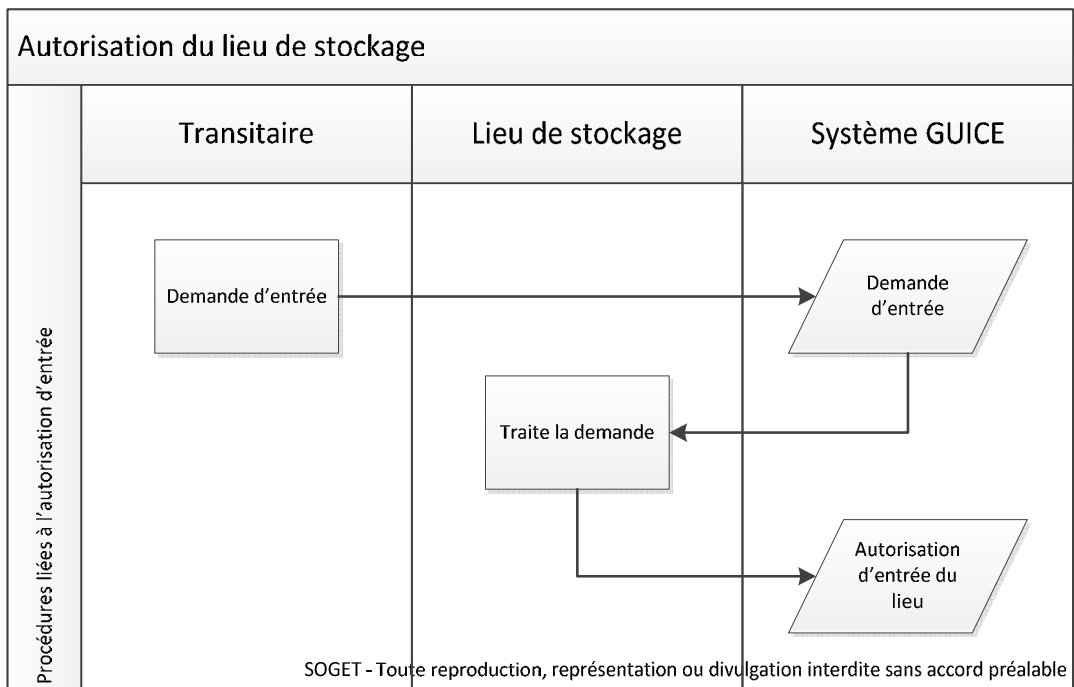 Autorisation du lieu de stockage
Transitaire
Lieu de stockage
Système GUICE
Procédures liées à l'autorisation d'entrée
Demande d'entrée
Demande
d'entrée
Traite la demande
Autorisation
d'entrée du
lieu
SOGET - Toute reproduction, représentation ou divulgation interdite sans accord préalable